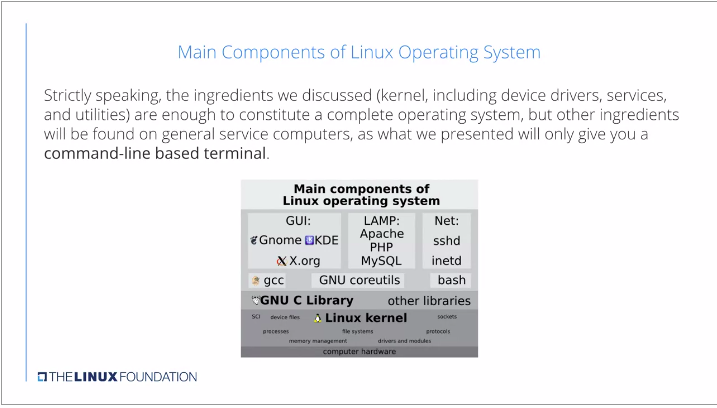 Main Components of Linux Operating System
Strictly speaking, the ingredients we discussed (kernel, including device drivers, services,
and utilities) are enough to constitute a complete operating system, but other ingredients
will be found on general service computers, as what we presented will only give you a
command-line based terminal.
Main components of
Linux operating system
GUI:
Gnome KDE
X.org
LAMP:
Apache
PHP
MySQL
Net:
sshd
inetd
gcc GNU coreutils bash
GNU C Library other libraries
SCI device files Linux kernel sockets
processes file systems protocols
memory management drivers and modules
computer hardware
THE LINUX FOUNDATION